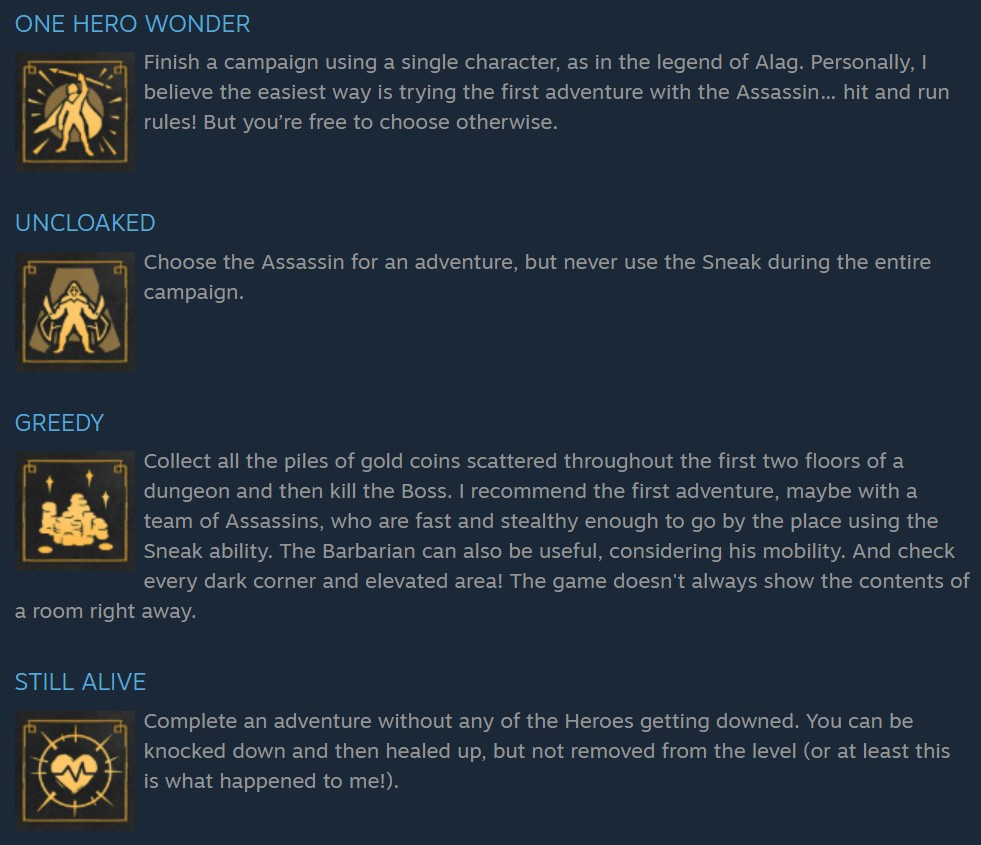 ONE HERO WONDER
Finish a campaign using a single character, as in the legend of Alag. Personally, I
believe the easiest way is trying the first adventure with the Assassin... hit and run
rules! But you’re free to choose otherwise.
UNCLOAKED
Choose the Assassin for an adventure, but never use the Sneak during the entire
campaign.
GREEDY
Collect all the piles of gold coins scattered throughout the first two floors of a
dungeon and then kill the Boss. I recommend the first adventure, maybe with a
team of Assassins, who are fast and stealthy enough to go by the place using the
Sneak ability. The Barbarian can also be useful, considering his mobility. And check
every dark corner and elevated area! The game doesn't always show the contents of
a room right away.
STILL ALIVE
Complete an adventure without any of the Heroes getting downed. You can be
knocked down and then healed up, but not removed from the level (or at least this
is what happened to me!).